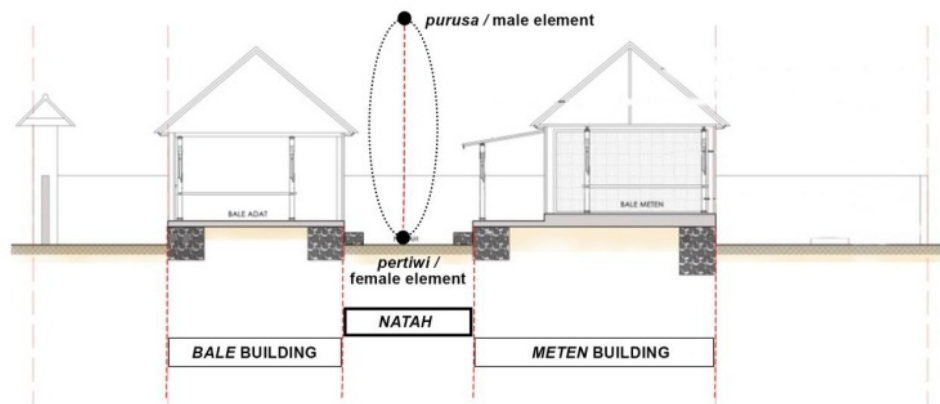 purusa / male element
BALE ADAT
BALE METEN
pertiwi /
female element
NATAH
BALE BUILDING
METEN BUILDING